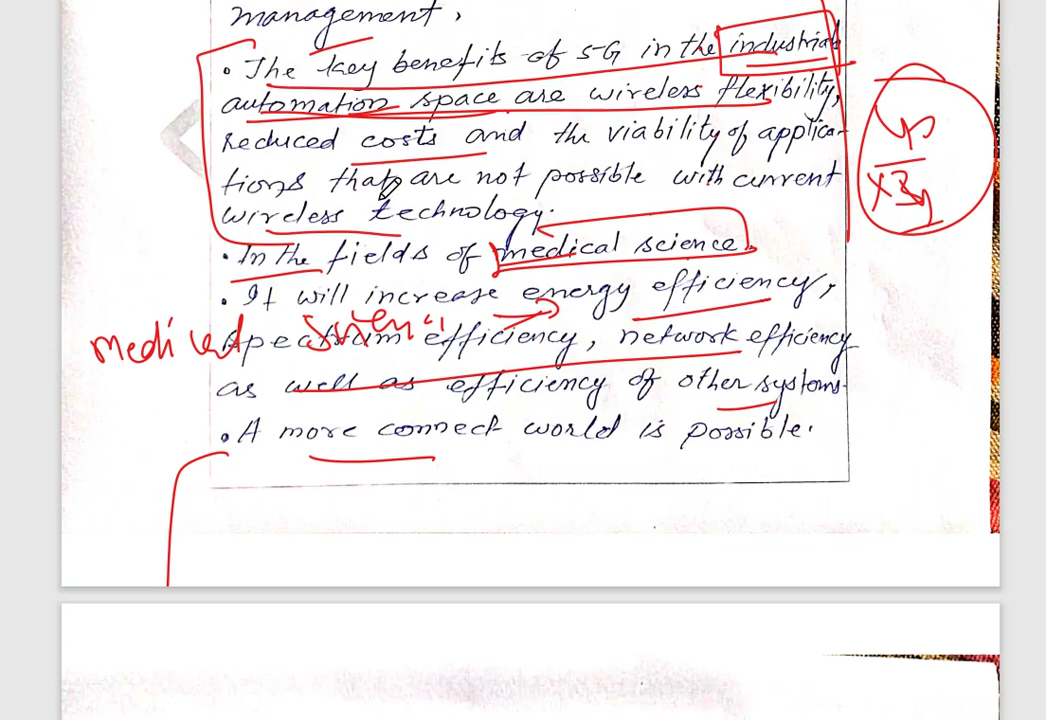 management,
• The key benefits of 5-G in the industrial
automation space are wireless flexibility,
reduced costs and the viability of applica-
tions that are not possible with current
wireless technology.
• In the fields of medical science.
• It will increase energy efficiency,
spectrum efficiency, network efficiency
as well as efficiency of other systems.
• A more connect world is possible.
Medical